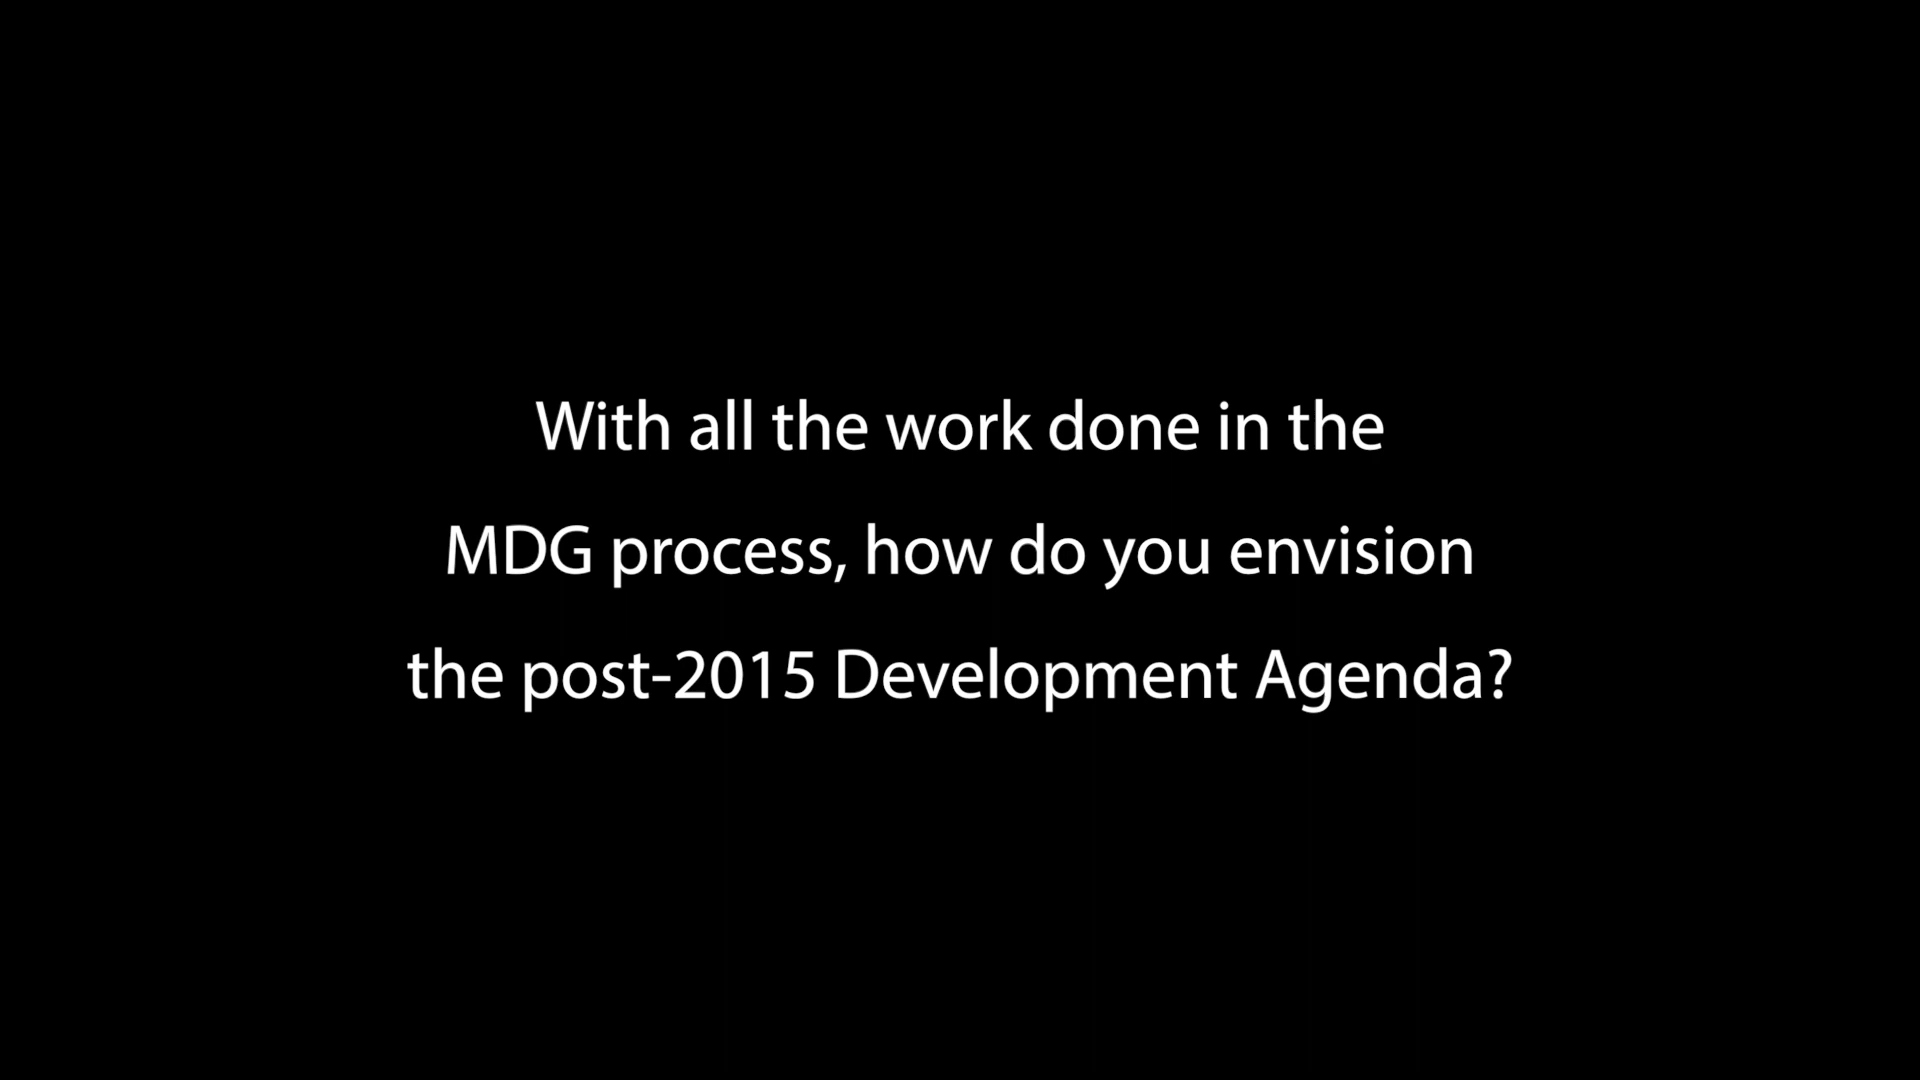 With all the work done in the
MDG process, how do you envision
the post-2015 Development Agenda?